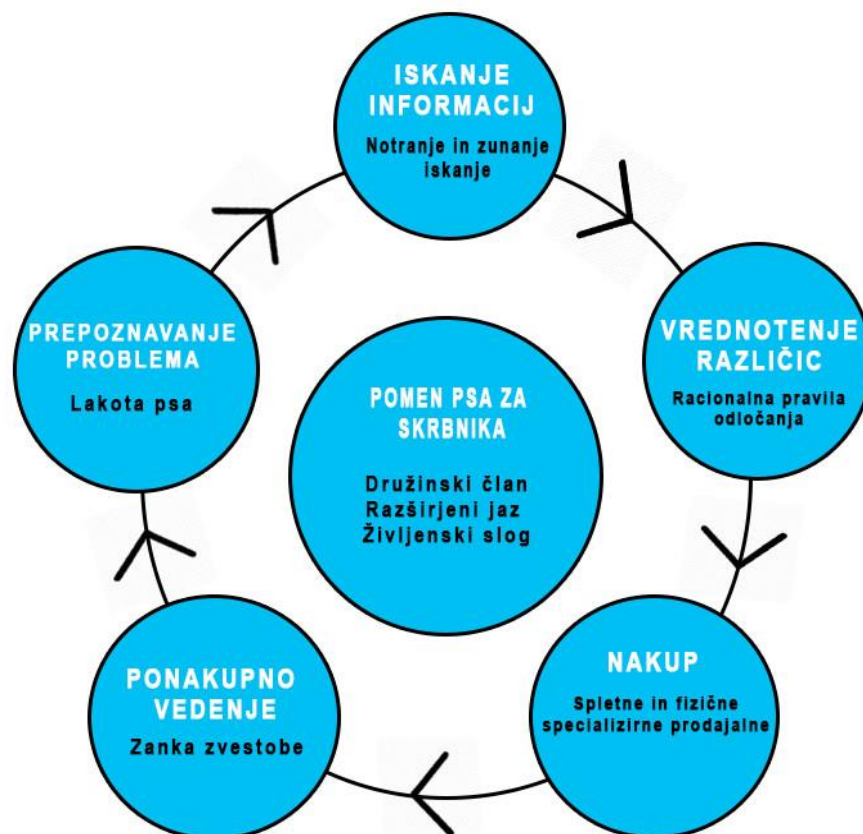 ISKANJE
INFORMACIJ
Notranje in zunanje
iskanje
VREDNOTENJE
RAZLIČIC
Racionalna pravila
odločanja
NAKUP
Spletne in fizične
specializirne prodajalne
PONAKUPNO
VEDENJE
Zanka zvestobe
PREPOZNAVANJE
PROBLEMA
Lakota psa
POMEN PSA ZA
SKRBNIKA
Družinski član
Razširjeni jaz
Življenski slog